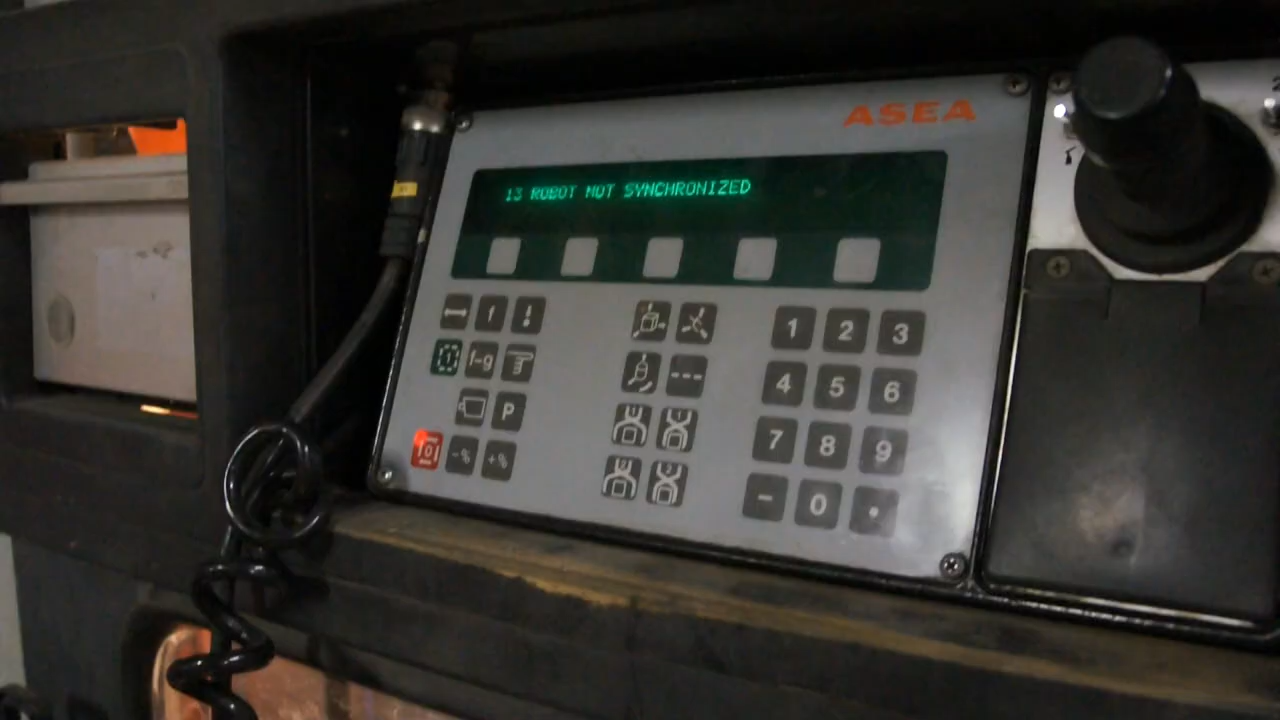 ASEA
13 ROBOT NOT SYNCHRONIZED
f
1 2 3
f-g
4 5 6
P
7 8 9
-% +%
- 0 .